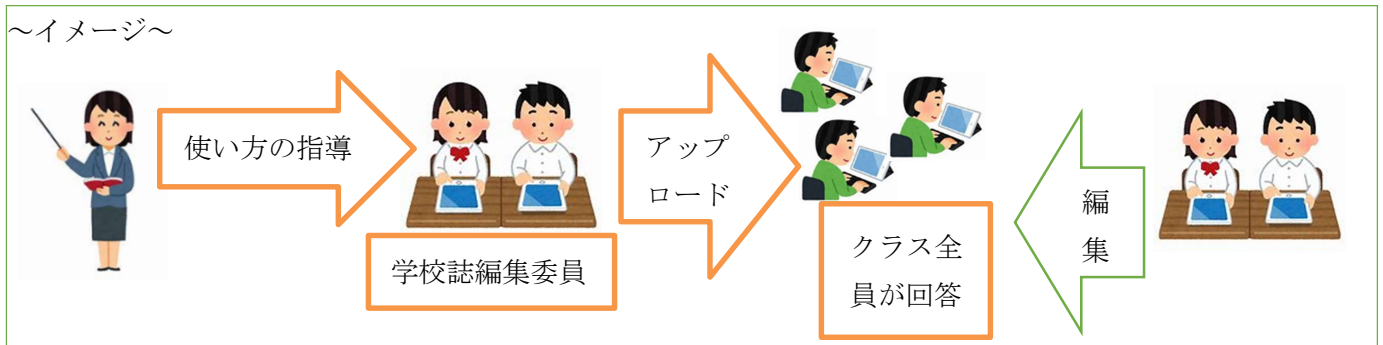 ～イメージ～
使い方の指導
学校誌編集委員
アップ
ロード
クラス全
員が回答
編
集